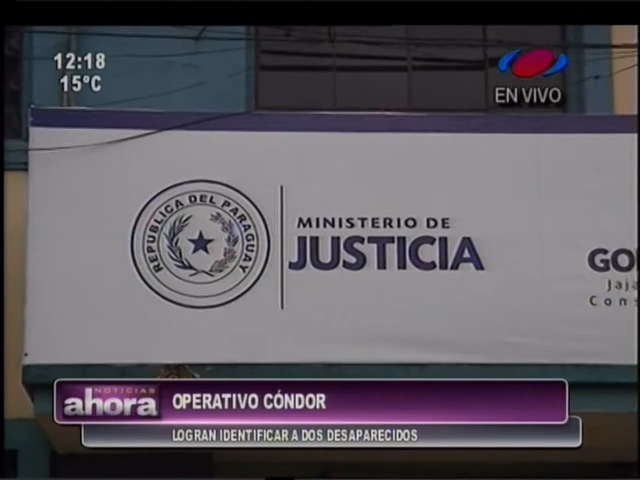 12:18
15°C
EN VIVO
REPUBLICA DEL PARAGUAY
MINISTERIO DE
JUSTICIA
GO
Jaja
Cons
NOTICIAS
ahora
OPERATIVO CÓNDOR
LOGRAN IDENTIFICAR A DOS DESAPARECIDOS